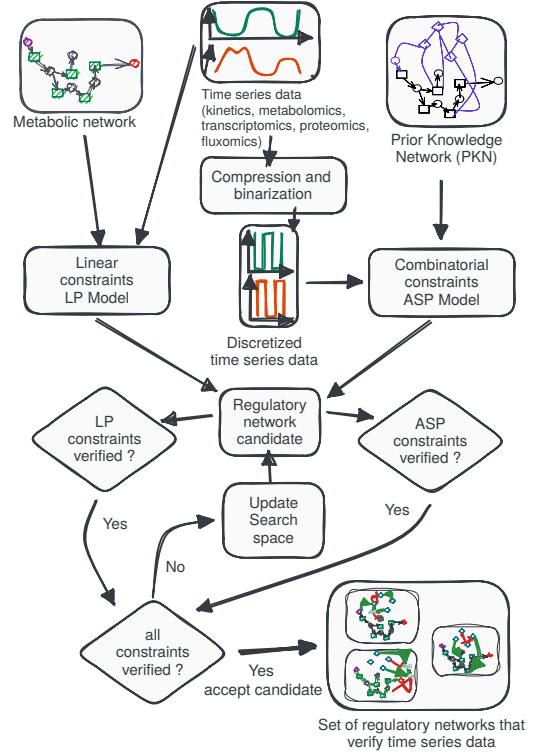 Metabolic network
Time series data
(kinetics, metabolomics,
transcriptomics, proteomics,
fluxomics)
Prior Knowledge
Network (PKN)
Compression and
binarization
Linear
constraints
LP Model
Discretized
time series data
Combinatorial
constraints
ASP Model
LP
constraints
verified ?
Regulatory
network
candidate
ASP
constraints
verified ?
Update
Search
space
Yes
Yes
No
all
constraints
verified ?
Yes
accept candidate
Set of regulatory networks that
verify time series data